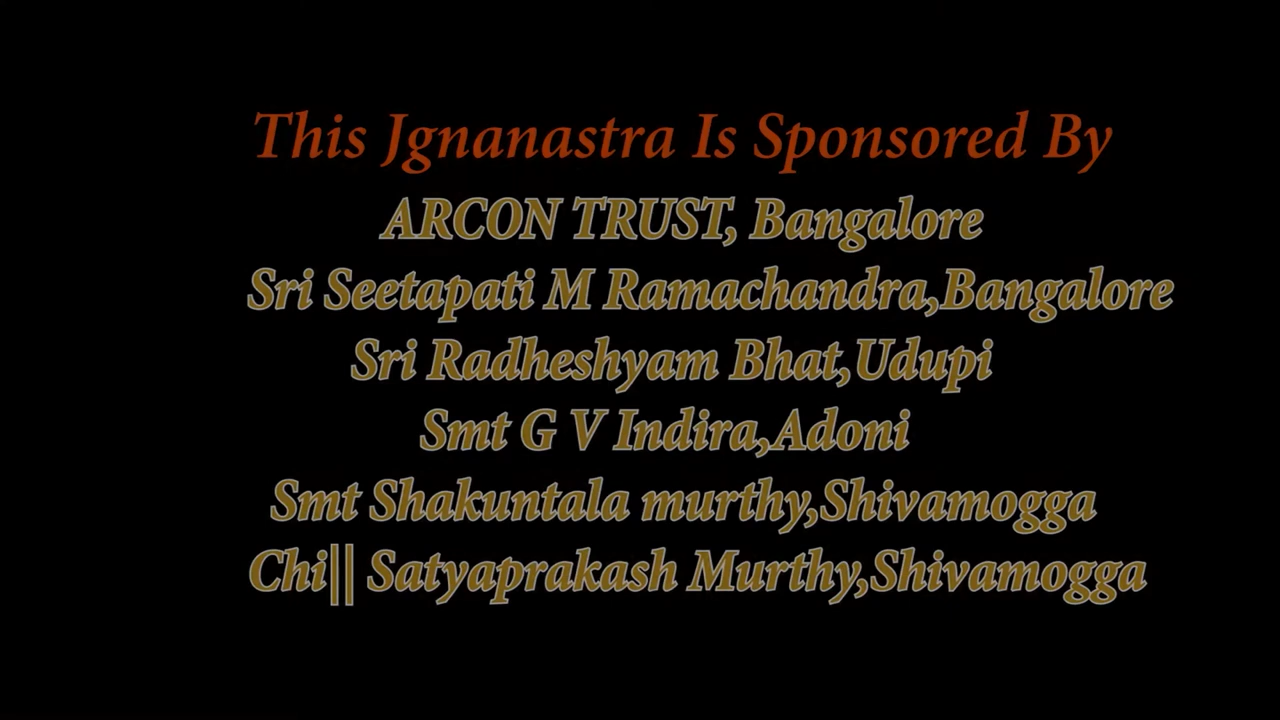 This Jgnanastra Is Sponsored By
ARCON TRUST, Bangalore
Sri Seetapati M Ramachandra,Bangalore
Sri Radheshyam Bhat,Udupi
Smt G V Indira,Adoni
Smt Shakuntala murthy,Shivamogga
Chi|| Satyaprakash Murthy,Shivamogga